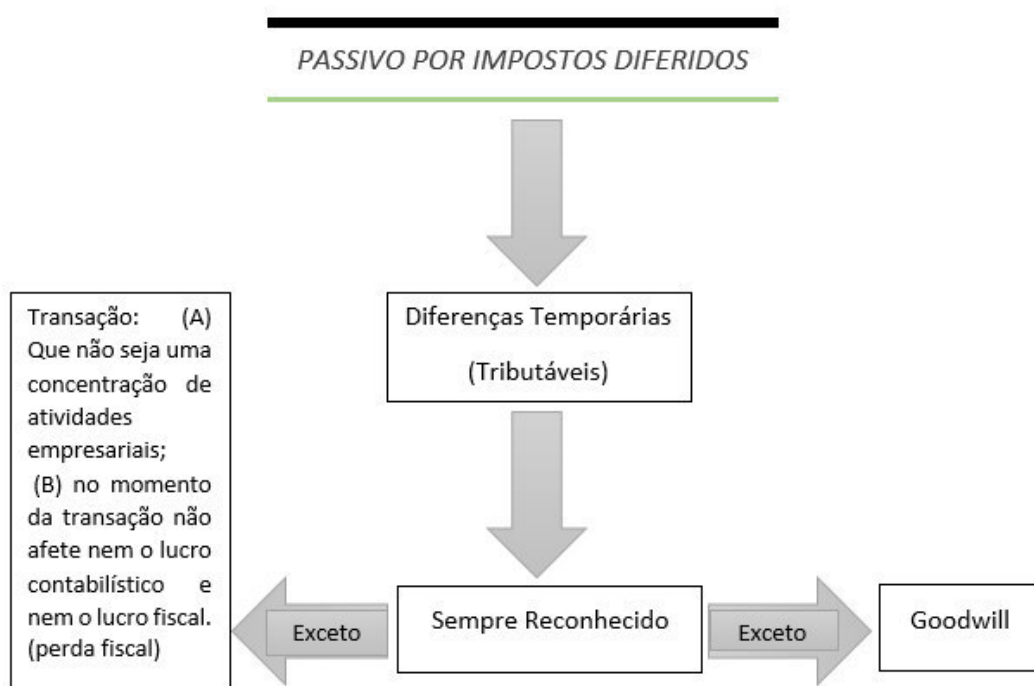 PASSIVO POR IMPOSTOS DIFERIDOS
Diferenças Temporárias
(Tributáveis)
Transação: (A)
Que não seja uma
concentração de
atividades
empresariais;
(B) no momento
da transação não
afete nem o lucro
contabilístico e
nem o lucro fiscal.
(perda fiscal)
Exceto
Sempre Reconhecido
Exceto
Goodwill